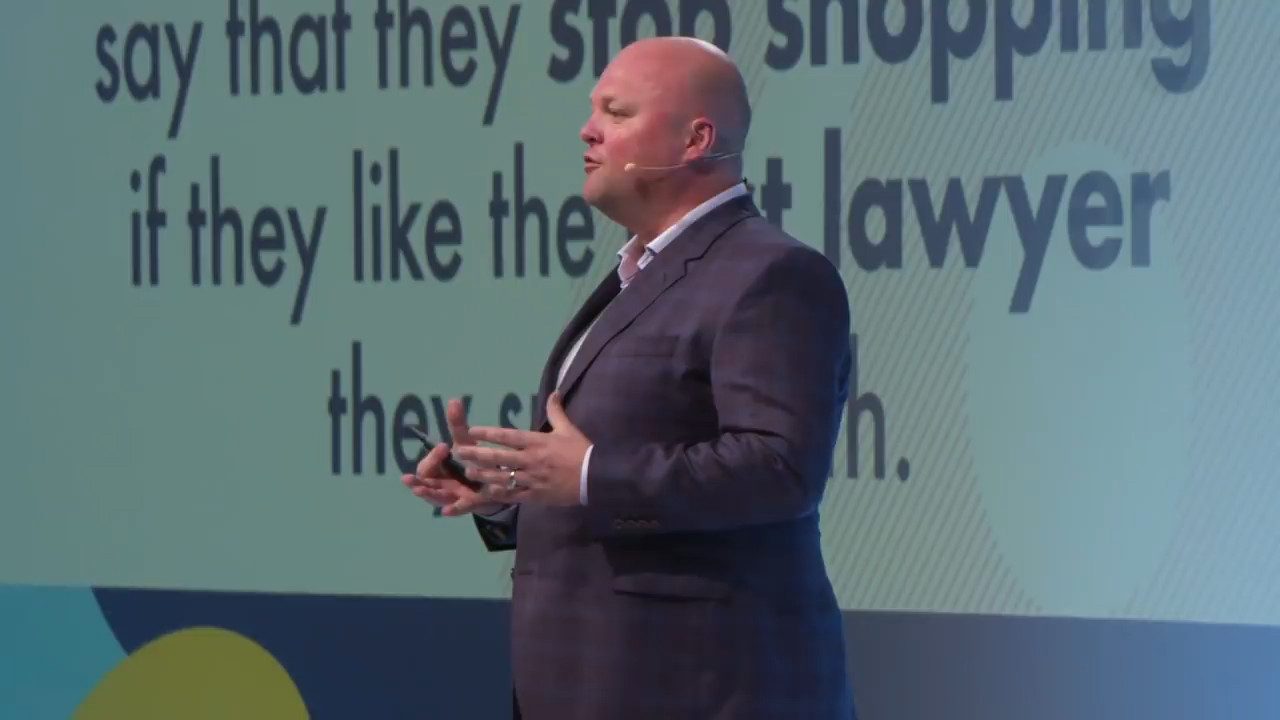 say that they stop shopping
if they like the lawyer
they